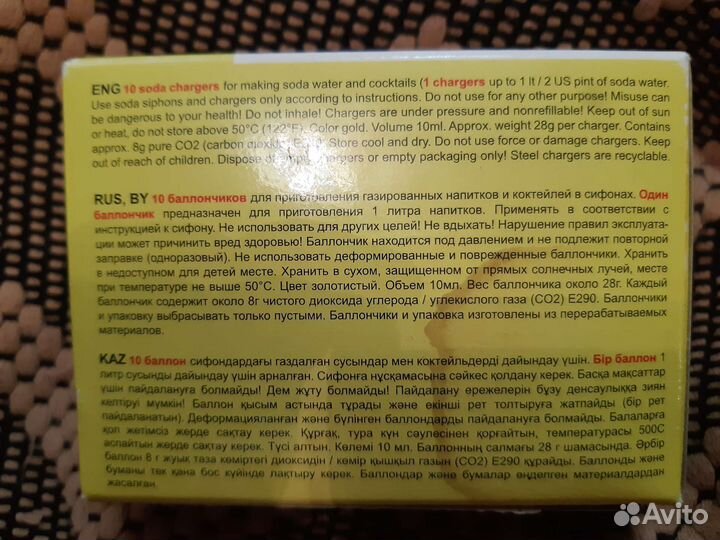 ENG 10 soda chargers for making soda water and cocktails (1 chargers up to 1 lt / 2 US pint of soda water.
Use soda siphons and chargers only according to instructions. Do not use for any other purpose! Misuse can
be dangerous to your health! Do not inhale! Chargers are under pressure and nonrefillable! Keep out of sun
or heat, do not store above 50°C (122°F). Color gold. Volume 10ml. Approx. weight 28g per charger. Contains
approx. 8g pure CO2 (carbon dioxide) E290. Store cool and dry. Do not use force or damage chargers. Keep
out of reach of children. Dispose of empty chargers or empty packaging only! Steel chargers are recyclable.
RUS, BY 10 баллончиков для приготовления газированных напитков и коктейлей в сифонах. Один
баллончик предназначен для приготовления 1 литра напитков. Применять в соответствии с
инструкцией к сифону. Не использовать для других целей! Не вдыхать! Нарушение правил эксплуата-
ции может причинить вред здоровью! Баллончик находится под давлением и не подлежит повторной
заправке (одноразовый). Не использовать деформированные и поврежденные баллончики. Хранить
в недоступном для детей месте. Хранить в сухом, защищенном от прямых солнечных лучей, месте
при температуре не выше 50°C. Цвет золотистый. Объем 10мл. Вес баллончика около 28г. Каждый
баллончик содержит около 8г чистого диоксида углерода / углекислого газа (CO2) E290. Баллончики
и упаковку выбрасывать только пустыми. Баллончики и упаковка изготовлены из перерабатываемых
материалов.
KAZ 10 баллон сифондардағы газдалған сусындар мен коктейльдерді дайындау үшін. Бір баллон 1
литр сусынды дайындау үшін арналған. Сифонға нұсқамасына сәйкес қолдану керек. Басқа мақсаттар
үшін пайдалануға болмайды! Дем жұту болмайды! Пайдалану ережелерін бұзу денсаулыққа зиян
келтіруі мүмкін! Баллон қысым астында тұрады және екінші рет толтыруға жатпайды (бір рет
пайдаланатын). Деформацияланған және бүлінген баллондарды пайдалануға болмайды. Балаларға
қол жетімсіз жерде сақтау керек. Құрғақ, тура күн сәулесінен қорғайтын, температурасы 500С
аспайтын жерде сақтау керек. Түсі алтын. Көлемі 10 мл. Баллонның салмағы 28 г шамасында. Әрбір
баллон 8 г жуық таза көміртегі диоксидін / көмір қышқыл газын (CO2) E290 құрайды. Баллонды және
буманы тек қана бос күйінде лақтыру керек. Баллондар және бумалар өңделген материалдардан
жасалған.
Avito